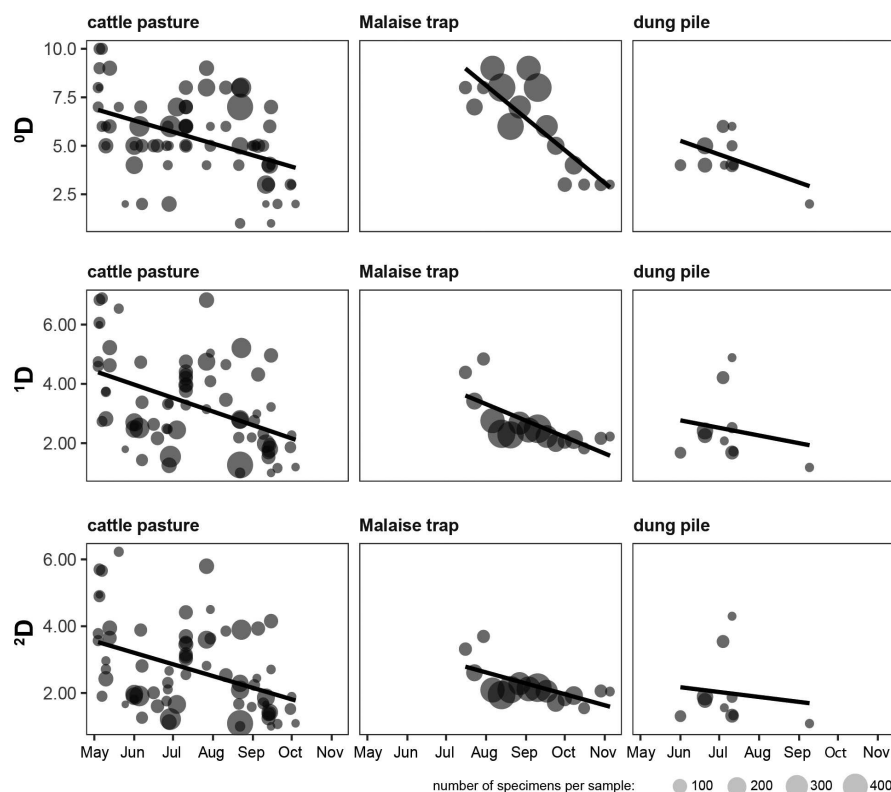 cattle pasture Malaise trap dung pile
10.0
7.5
5.0
2.5
⁰D
cattle pasture Malaise trap dung pile
6.00
4.00
2.00
¹D
cattle pasture Malaise trap dung pile
6.00
4.00
2.00
²D
May Jun Jul Aug Sep Oct Nov May Jun Jul Aug Sep Oct Nov May Jun Jul Aug Sep Oct Nov
number of specimens per sample: 100 200 300 400